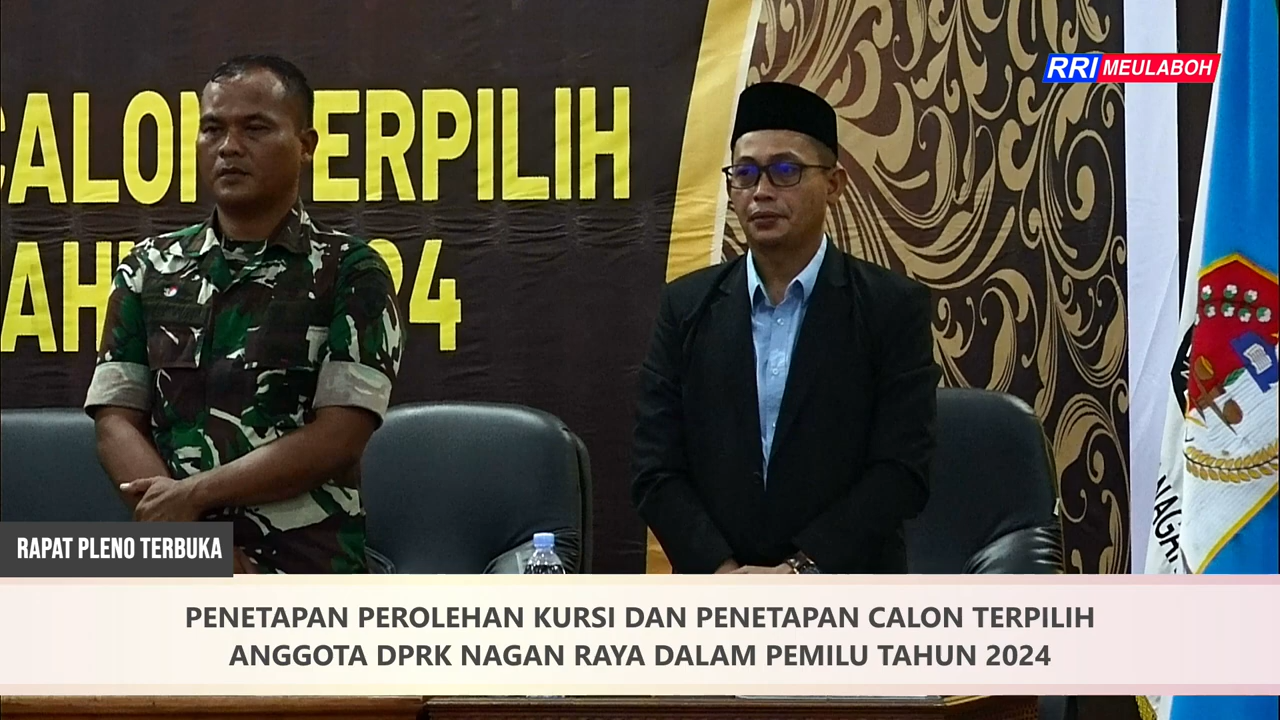 RRI MEULABOH
CALON TERPILIH
2024
RAPAT PLENO TERBUKA
PENETAPAN PEROLEHAN KURSI DAN PENETAPAN CALON TERPILIH
ANGGOTA DPRK NAGAN RAYA DALAM PEMILU TAHUN 2024